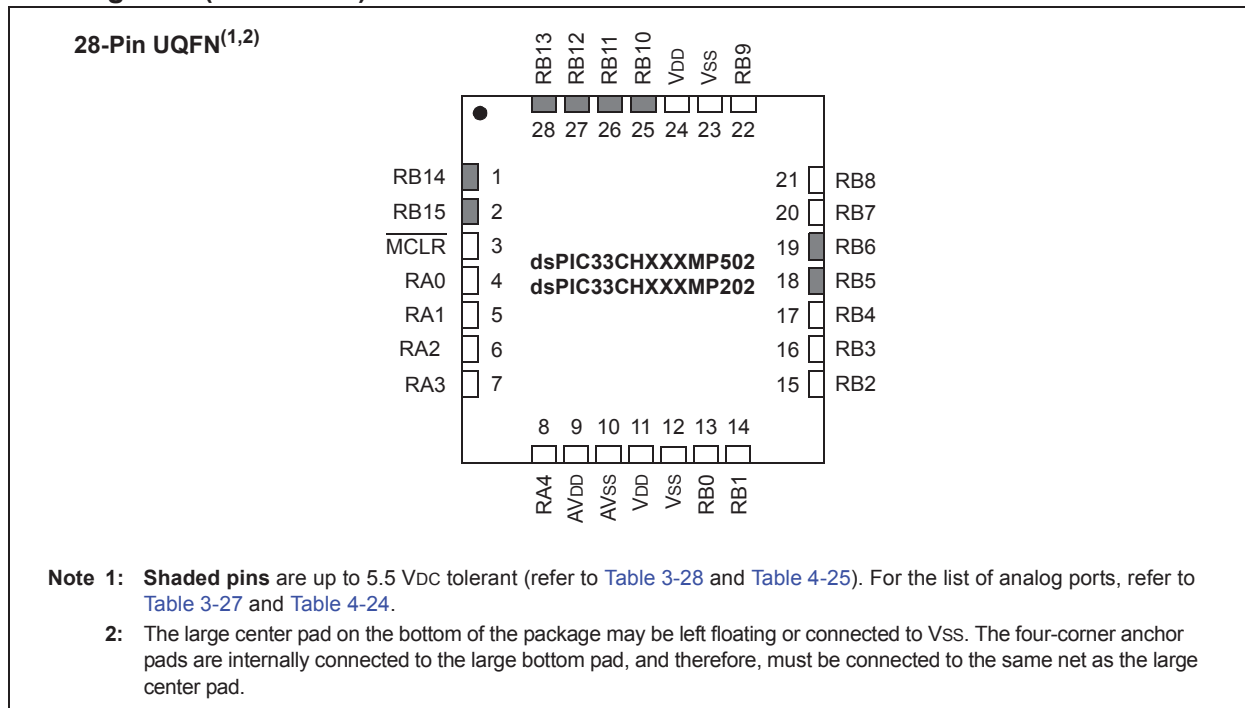 28-Pin UQFN(1,2)
RB13
RB12
RB11
RB10
VDD
VSS
RB9
28 27 26 25 24 23 22
RB14 1
RB15 2
MCLR 3
RA0 4
RA1 5
RA2 6
RA3 7
dsPIC33CHXXXMP502
dsPIC33CHXXXMP202
21 RB8
20 RB7
19 RB6
18 RB5
17 RB4
16 RB3
15 RB2
8 9 10 11 12 13 14
RA4
AVDD
AVSS
VDD
VSS
RB0
RB1
Note 1: Shaded pins are up to 5.5 VDC tolerant (refer to Table 3-28 and Table 4-25). For the list of analog ports, refer to
Table 3-27 and Table 4-24.
2: The large center pad on the bottom of the package may be left floating or connected to VSS. The four-corner anchor
pads are internally connected to the large bottom pad, and therefore, must be connected to the same net as the large
center pad.